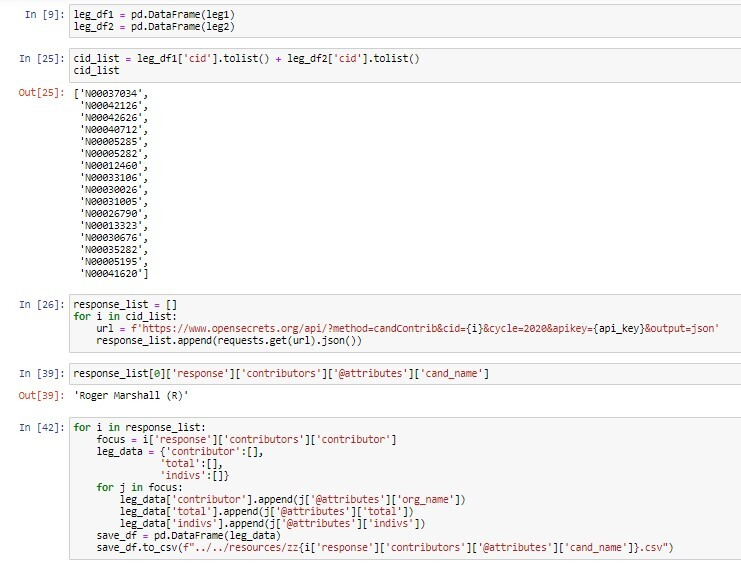 In [9]: leg_df1 = pd.DataFrame(leg1)
leg_df2 = pd.DataFrame(leg2)
In [25]: cid_list = leg_df1['cid'].tolist() + leg_df2['cid'].tolist()
cid_list
Out[25]: ['N00037034',
'N00042126',
'N00042626',
'N00040712',
'N00005285',
'N00005282',
'N00012460',
'N00033106',
'N00030026',
'N00031005',
'N00026790',
'N00013323',
'N00030676',
'N00035282',
'N00005195',
'N00041620']
In [26]: response_list = []
for i in cid_list:
url = f'https://www.opensecrets.org/api/?method=candContrib&cid={i}&cycle=2020&apikey={api_key}&output=json'
response_list.append(requests.get(url).json())
In [39]: response_list[0]['response']['contributors']['@attributes']['cand_name']
Out[39]: 'Roger Marshall (R)'
In [42]: for i in response_list:
focus = i['response']['contributors']['contributor']
leg_data = {'contributor':[],
'total':[],
'indivs':[]}
for j in focus:
leg_data['contributor'].append(j['@attributes']['org_name'])
leg_data['total'].append(j['@attributes']['total'])
leg_data['indivs'].append(j['@attributes']['indivs'])
save_df = pd.DataFrame(leg_data)
save_df.to_csv(f"../../resources/zz{i['response']['contributors']['@attributes']['cand_name']}.csv")